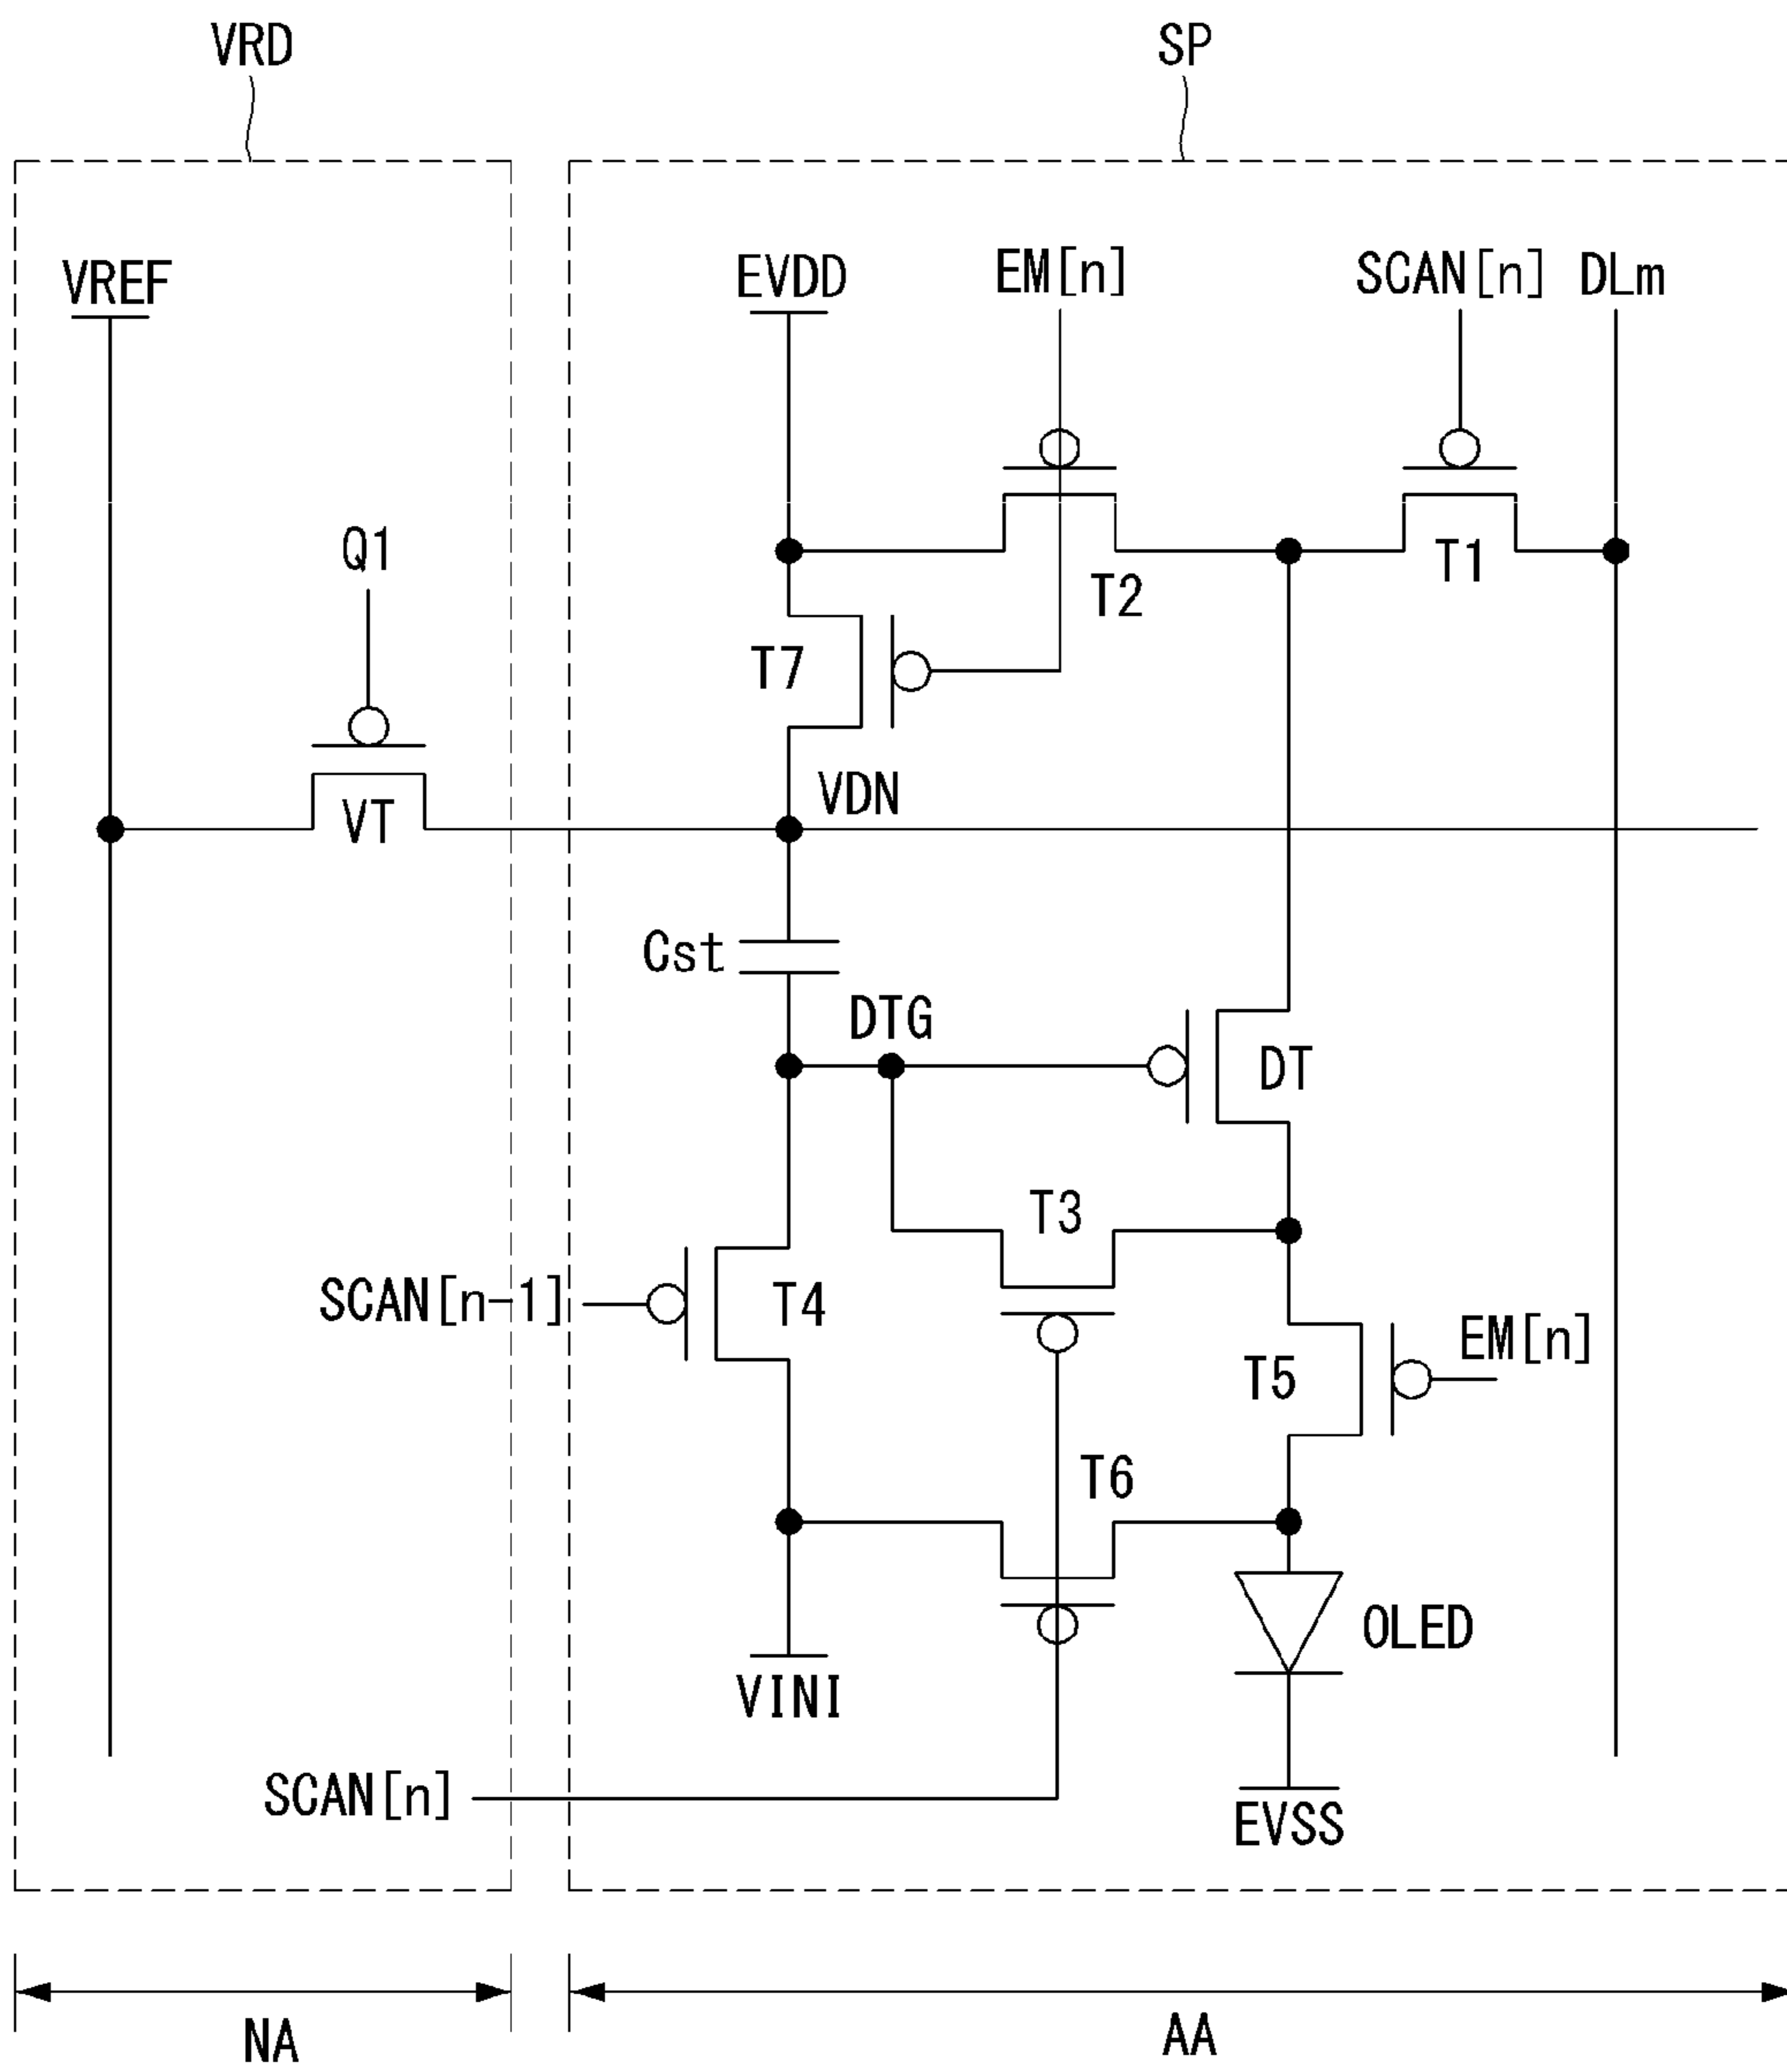 VRD
SP
VREF
EVDD
EM[n]
SCAN[n]
DLm
Q1
T2
T1
T7
VDN
VT
Cst
DTG
DT
T3
SCAN[n-1]
T4
EM[n]
T5
T6
OLED
VINI
SCAN[n]
EVSS
NA
AA